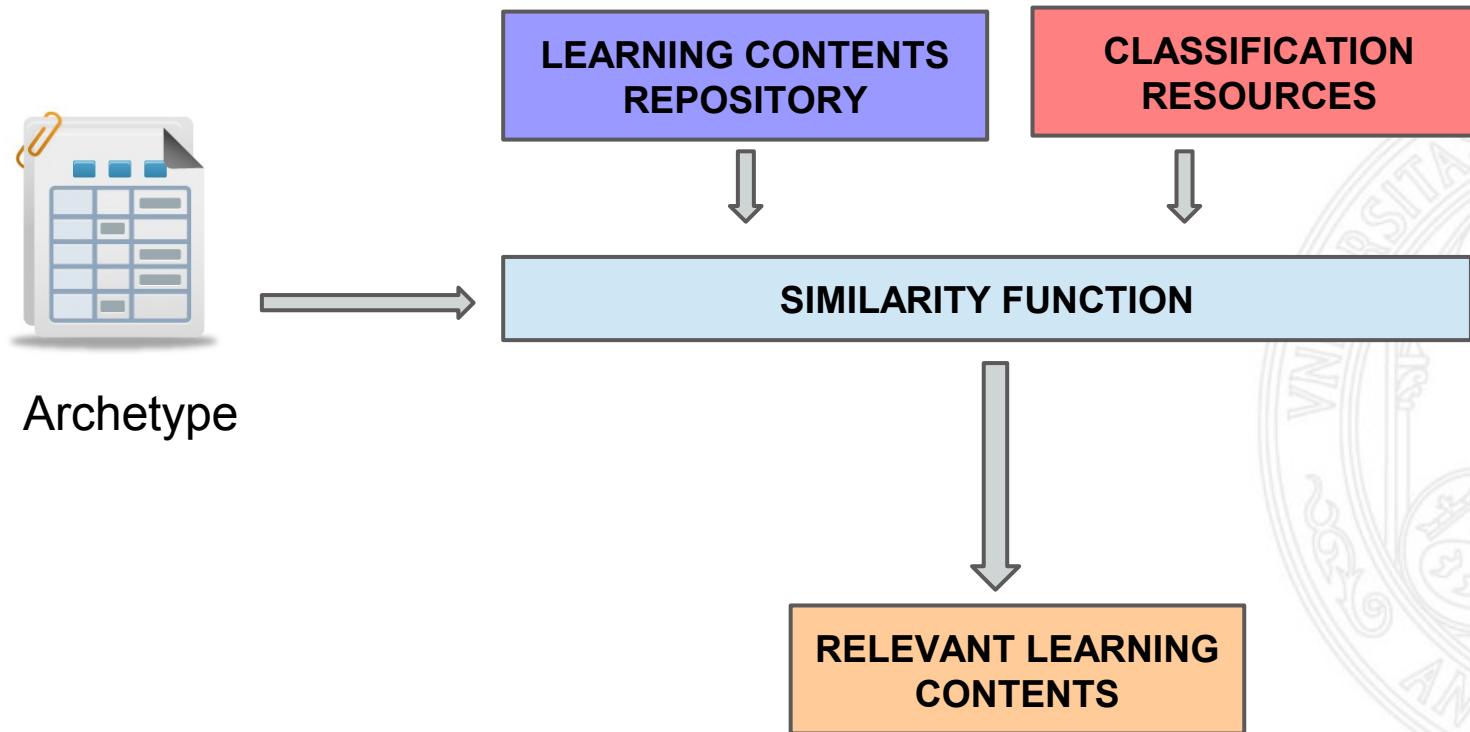 LEARNING CONTENTS
REPOSITORY
CLASSIFICATION
RESOURCES
SIMILARITY FUNCTION
Archetype
RELEVANT LEARNING
CONTENTS